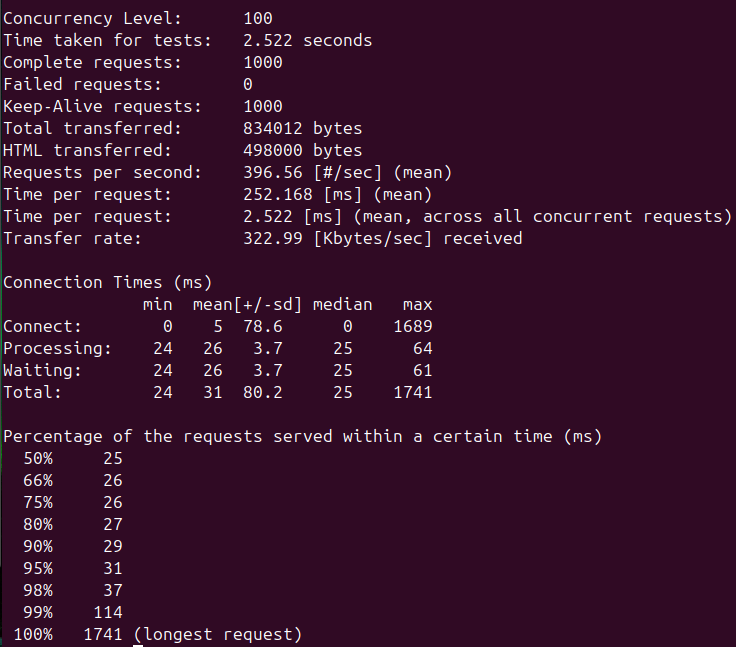 Concurrency Level:      100
Time taken for tests:   2.522 seconds
Complete requests:      1000
Failed requests:        0
Keep-Alive requests:    1000
Total transferred:      834012 bytes
HTML transferred:       498000 bytes
Requests per second:    396.56 [#/sec] (mean)
Time per request:       252.168 [ms] (mean)
Time per request:       2.522 [ms] (mean, across all concurrent requests)
Transfer rate:          322.99 [Kbytes/sec] received

Connection Times (ms)
              min  mean[+/-sd] median   max
Connect:        0    5  78.6      0    1689
Processing:    24   26   3.7     25      64
Waiting:       24   26   3.7     25      61
Total:         24   31  80.2     25    1741

Percentage of the requests served within a certain time (ms)
  50%     25
  66%     26
  75%     26
  80%     27
  90%     29
  95%     31
  98%     37
  99%    114
 100%   1741 (longest request)